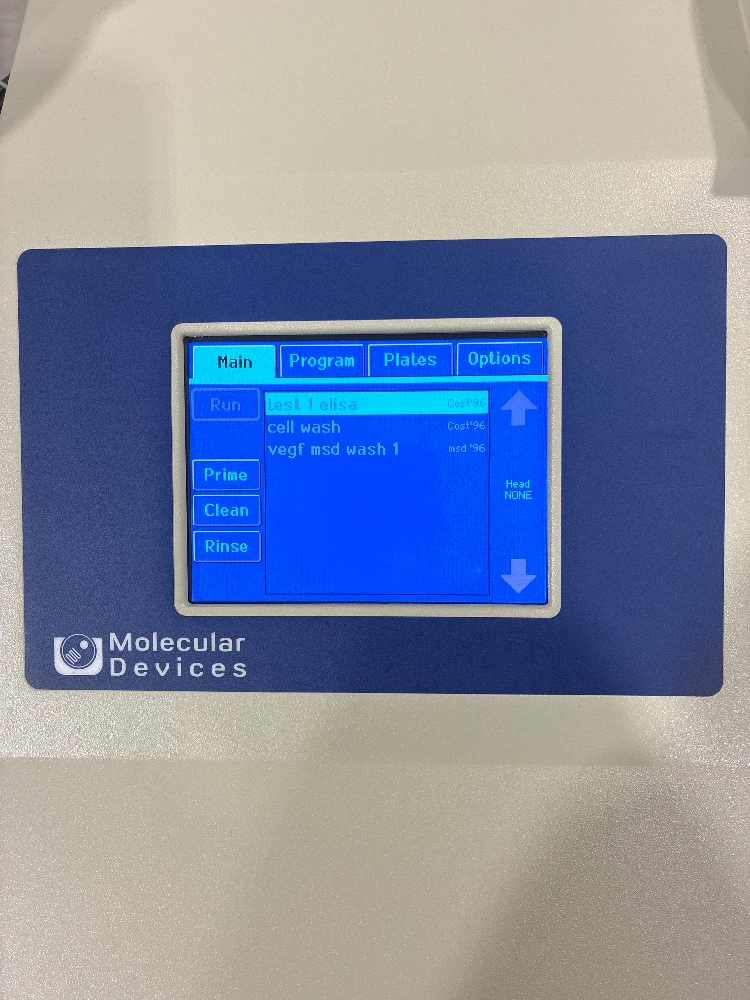 Main Program Plates Options
Run
test 1 elisa Cost'96
cell wash Cost'96
vegf msd wash 1 msd '96
Prime
Clean
Rinse
Head
NONE
Molecular
Devices